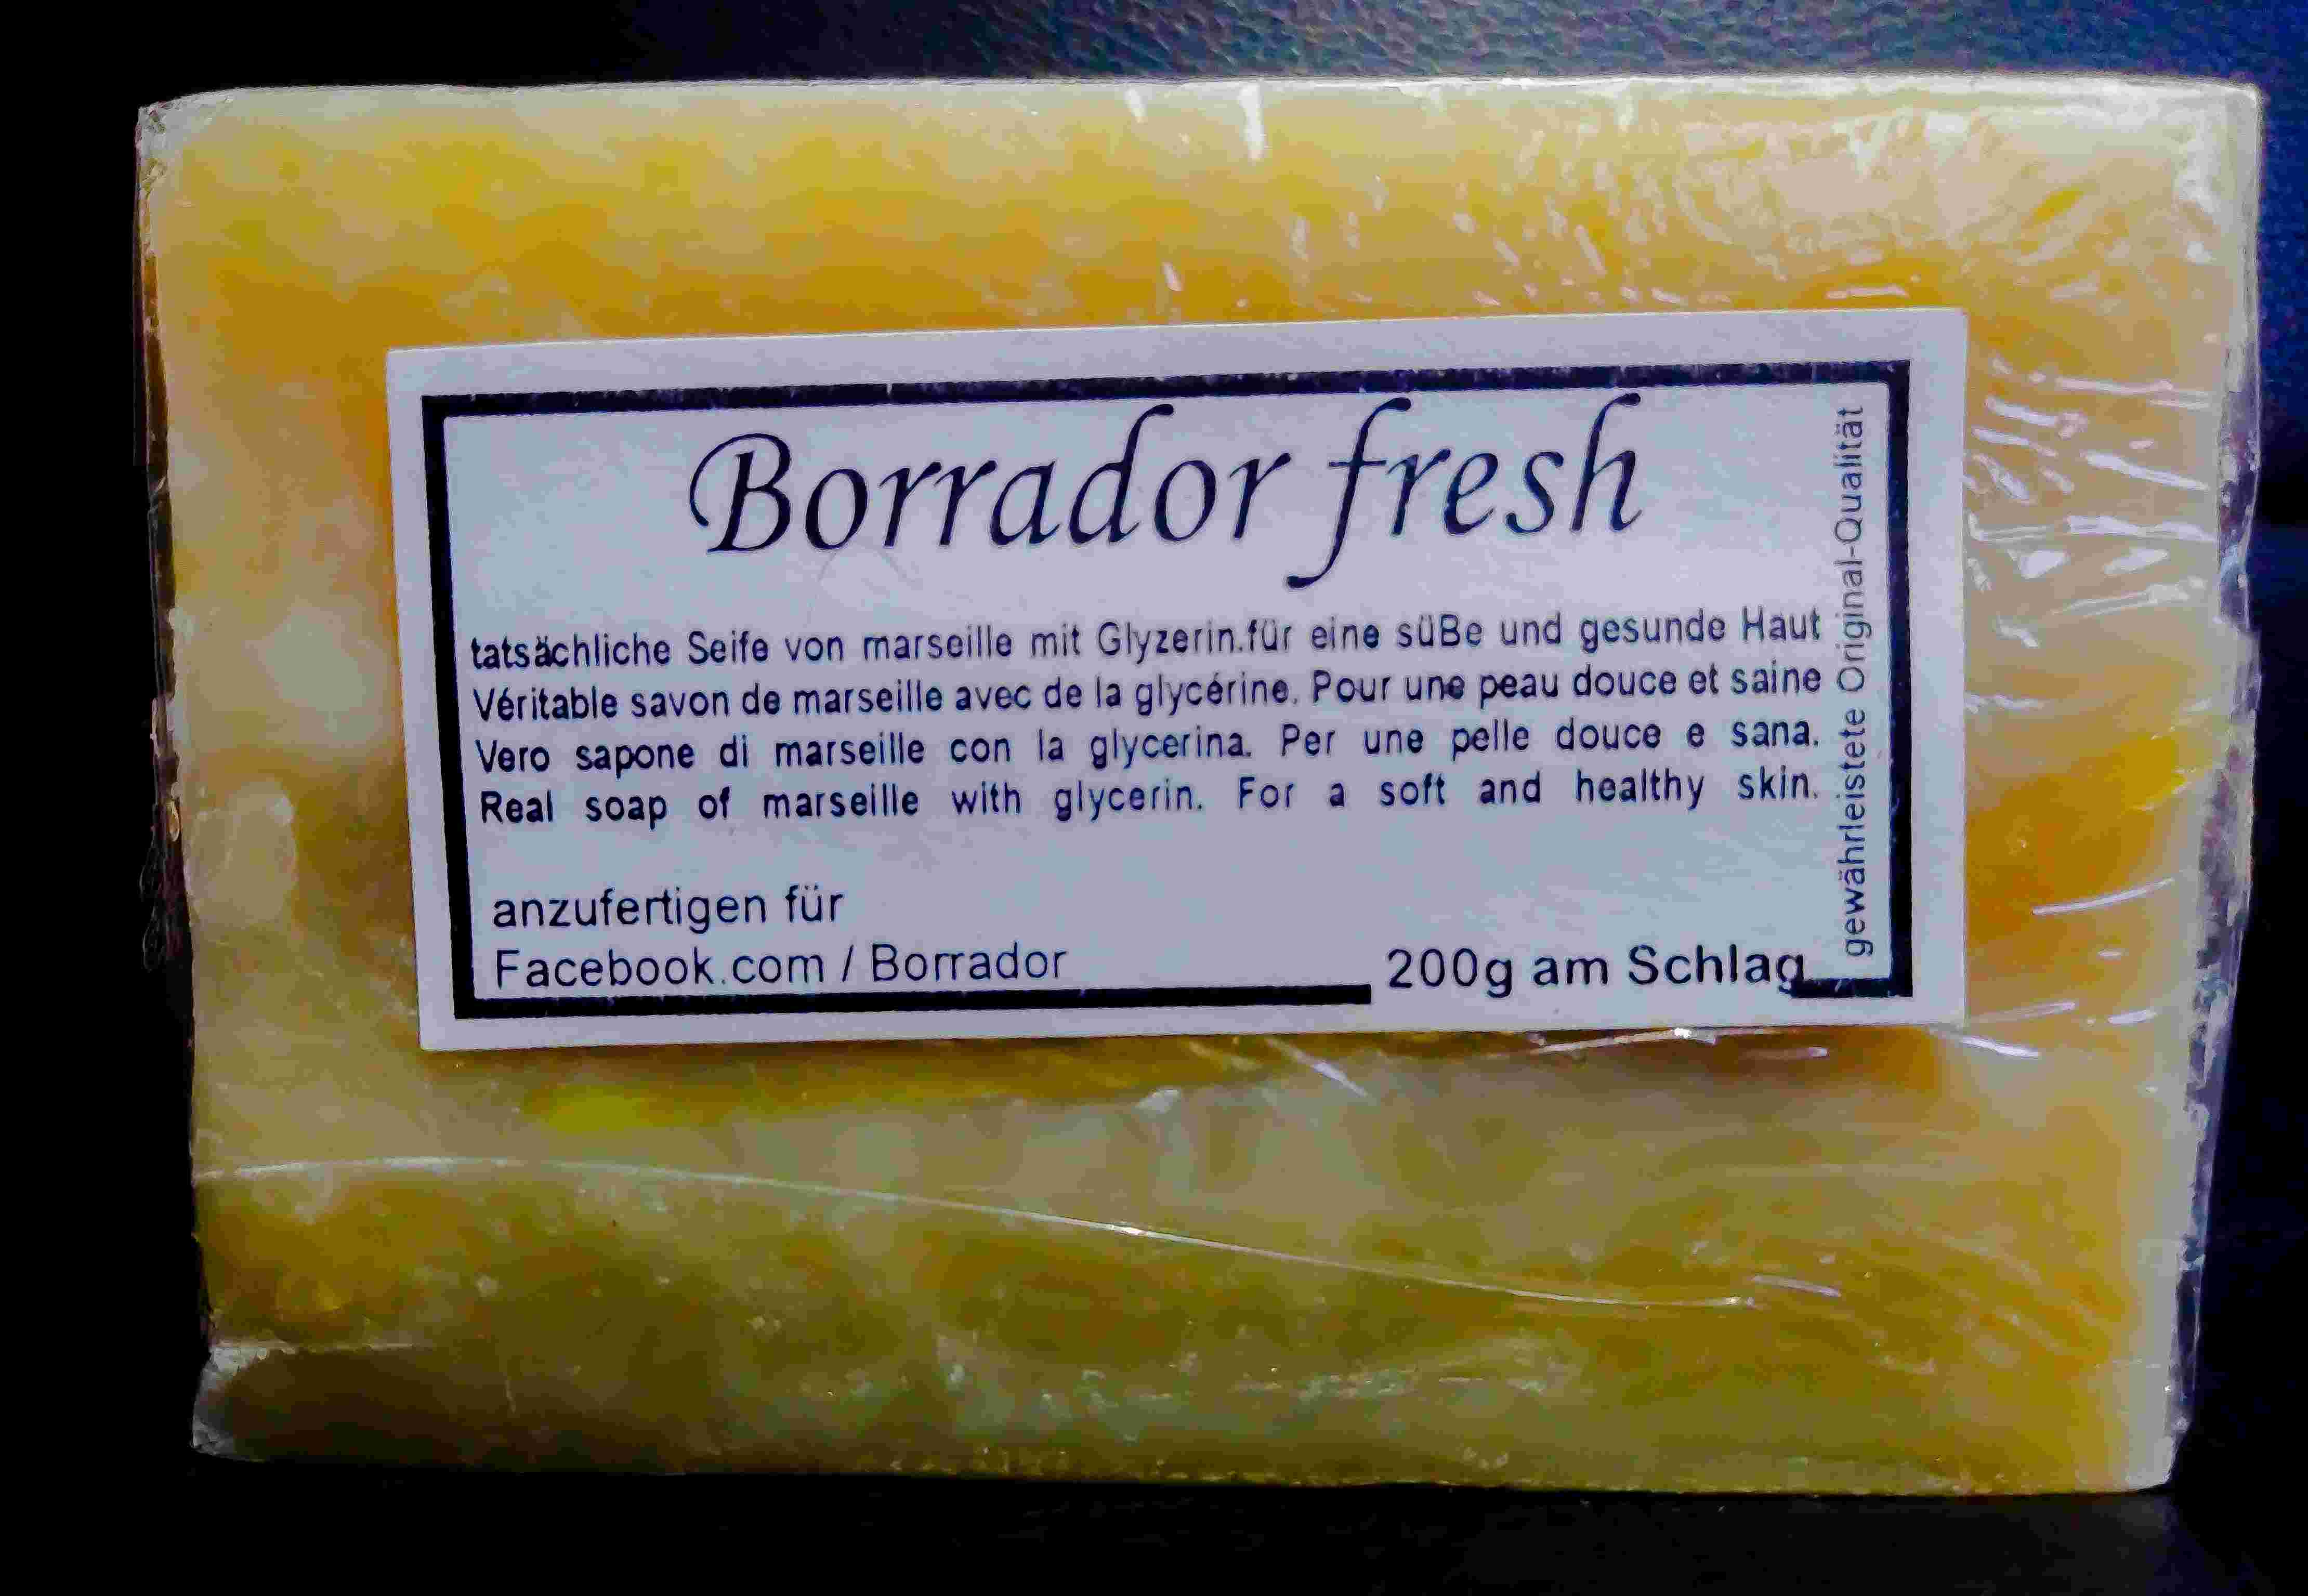 Borrador fresh
tatsächliche Seife von marseille mit Glyzerin.für eine süBe und gesunde Haut
Véritable savon de marseille avec de la glycérine. Pour une peau douce et saine
Vero sapone di marseille con la glycerina. Per une pelle douce e sana.
Real soap of marseille with glycerin. For a soft and healthy skin.
anzufertigen für
Facebook.com / Borrador
200g am Schlag
gewährleistete Original-Qualität